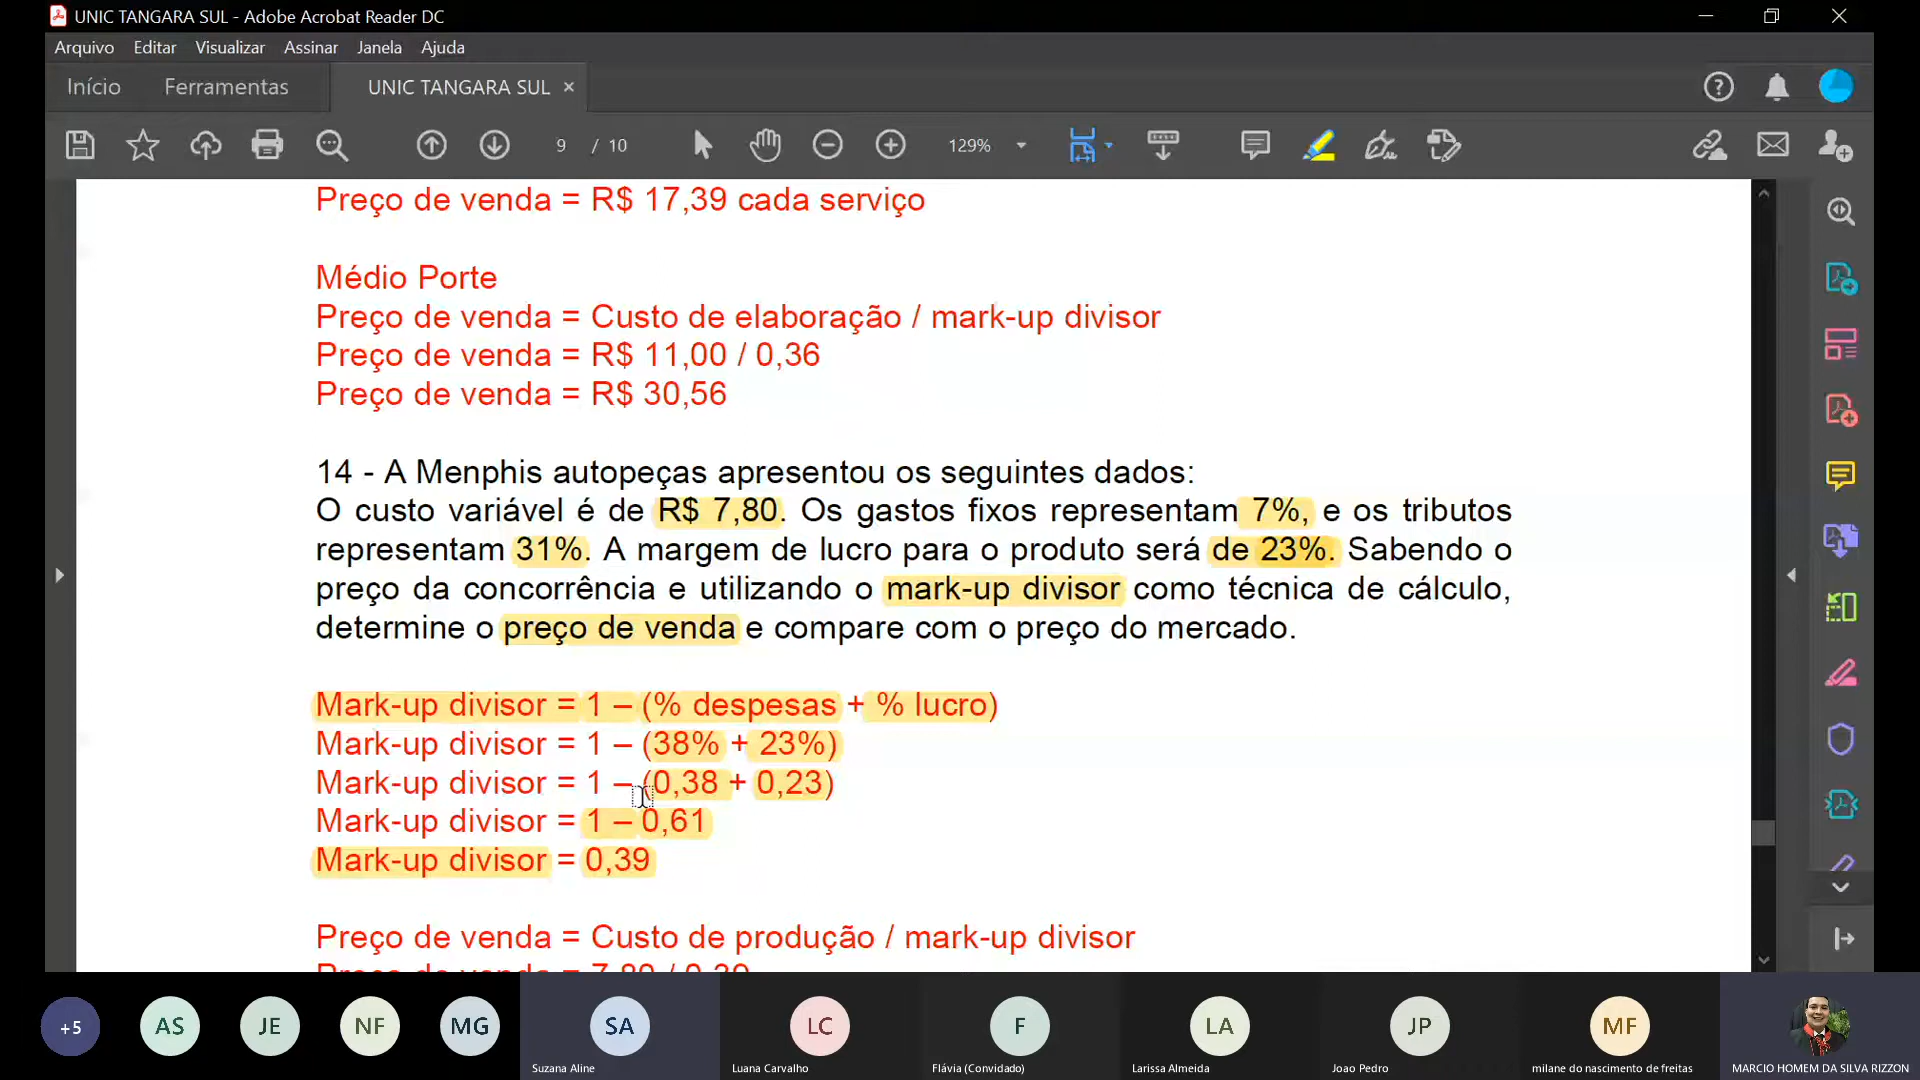 UNIC TANGARA SUL - Adobe Acrobat Reader DC
Arquivo Editar Visualizar Assinar Janela Ajuda
Início Ferramentas UNIC TANGARA SUL ×
9 / 10 129%
Preço de venda = R$ 17,39 cada serviço
Médio Porte
Preço de venda = Custo de elaboração / mark-up divisor
Preço de venda = R$ 11,00 / 0,36
Preço de venda = R$ 30,56
14 - A Menphis autopeças apresentou os seguintes dados:
O custo variável é de R$ 7,80. Os gastos fixos representam 7%, e os tributos
representam 31%. A margem de lucro para o produto será de 23%. Sabendo o
preço da concorrência e utilizando o mark-up divisor como técnica de cálculo,
determine o preço de venda e compare com o preço do mercado.
Mark-up divisor = 1 – (% despesas + % lucro)
Mark-up divisor = 1 – (38% + 23%)
Mark-up divisor = 1 – (0,38 + 0,23)
Mark-up divisor = 1 – 0,61
Mark-up divisor = 0,39
Preço de venda = Custo de produção / mark-up divisor
Preço de venda = 7,80 / 0,39
+5 AS JE NF MG SA LC F LA JP MF
Suzana Aline Luana Carvalho Flávia (Convidado) Larissa Almeida Joao Pedro milane do nascimento de freitas MARCIO HOMEM DA SILVA RIZZON